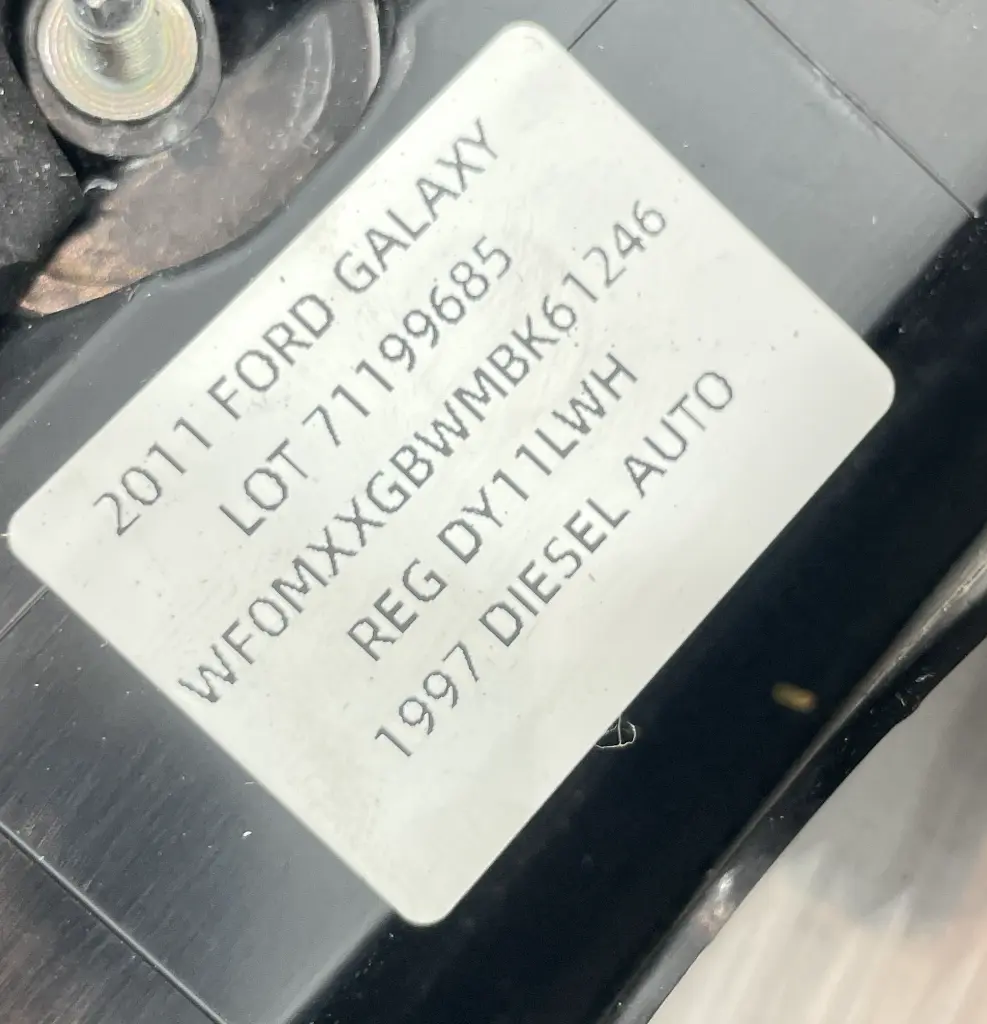 2011 FORD GALAXY
LOT 71199685
WF0MXXGBWMBK61246
REG DY11LWH
1997 DIESEL AUTO